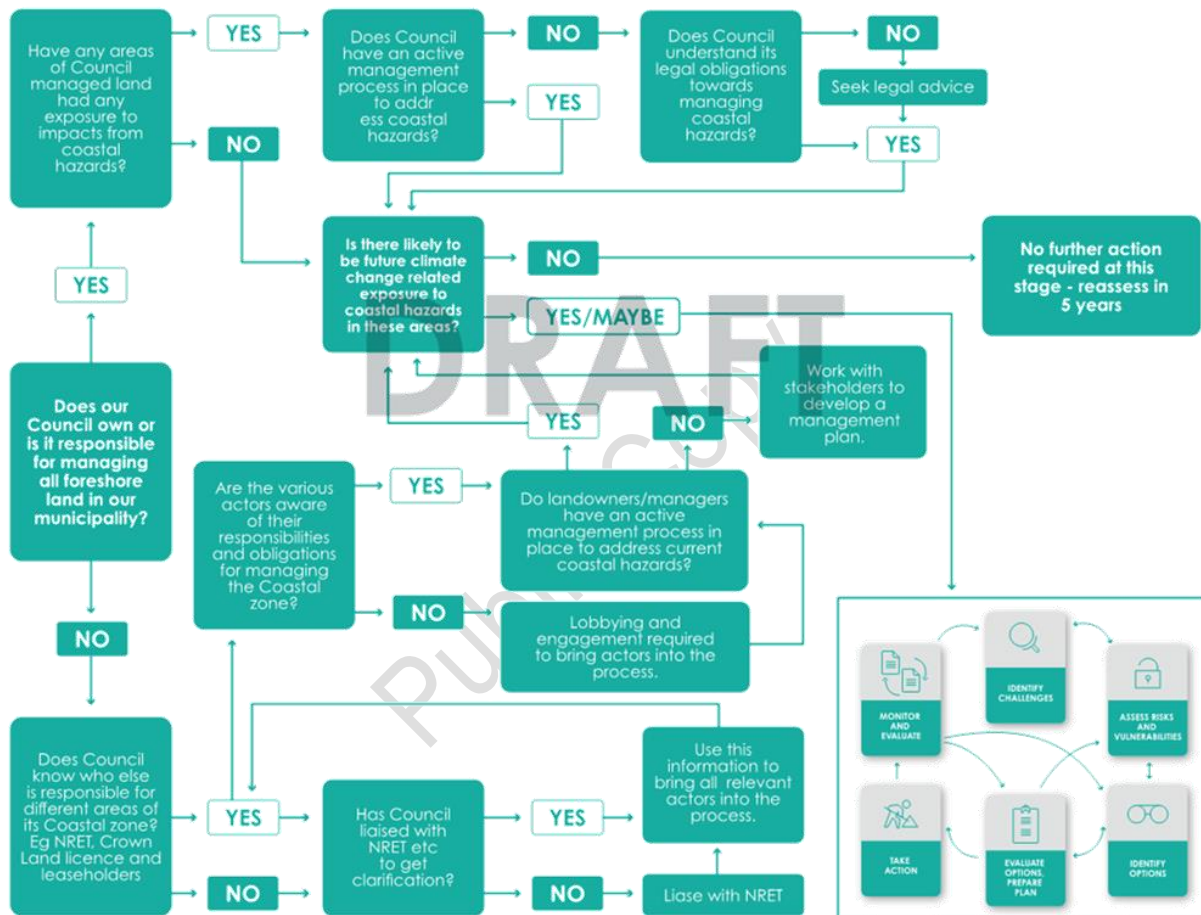 Have any areas
of Council
managed land
had any
exposure to
impacts from
coastal
hazards?
YES
Does Council
have an active
management
process in place
to addr
ess coastal
hazards?
NO
Does Council
understand its
legal obligations
towards
managing
coastal
hazards?
NO
Seek legal advice
YES
YES
NO
YES
Is there likely to
be future climate
change related
exposure to
coastal hazards
in these areas?
NO
No further action
required at this
stage - reassess in
5 years
YES/MAYBE
DRAFT
Public Copy
Work with
stakeholders to
develop a
management
plan.
YES
NO
Does our
Council own or
is it responsible
for managing
all foreshore
land in our
municipality?
Are the various
actors aware
of their
responsibilities
and obligations
for managing
the Coastal
zone?
YES
Do landowners/managers
have an active
management process in
place to address current
coastal hazards?
NO
Lobbying and
engagement required
to bring actors into the
process.
NO
Does Council
know who else
is responsible for
different areas of
its Coastal zone?
Eg NRET, Crown
Land licence and
leaseholders
YES
Has Council
liaised with
NRET etc
to get
clarification?
YES
Use this
information to
bring all relevant
actors into the
process.
NO
NO
Liase with NRET
IDENTIFY
CHALLENGES
MONITOR
AND
EVALUATE
ASSESS RISKS
AND
VULNERABILITIES
TAKE
ACTION
EVALUATE
OPTIONS,
PREPARE
PLAN
IDENTIFY
OPTIONS